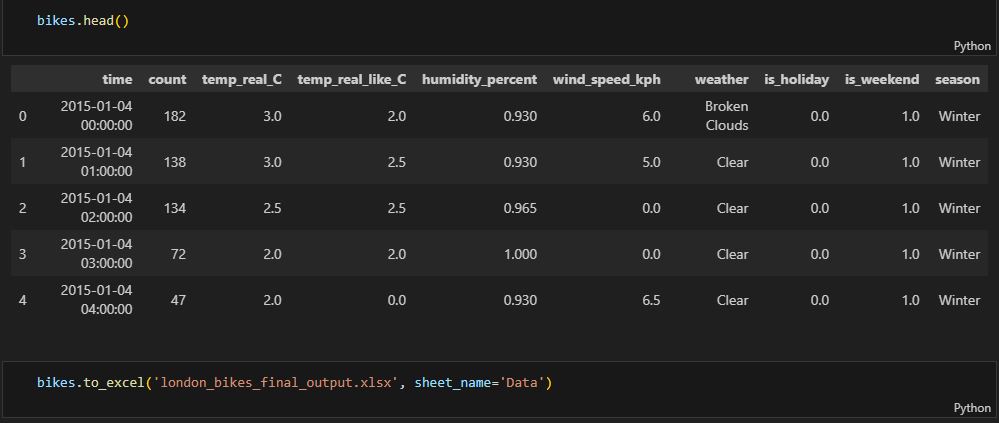 bikes.head()
Python
time count temp_real_C temp_real_like_C humidity_percent wind_speed_kph weather is_holiday is_weekend season
0 2015-01-04 00:00:00 182 3.0 2.0 0.930 6.0 Broken Clouds 0.0 1.0 Winter
1 2015-01-04 01:00:00 138 3.0 2.5 0.930 5.0 Clear 0.0 1.0 Winter
2 2015-01-04 02:00:00 134 2.5 2.5 0.965 0.0 Clear 0.0 1.0 Winter
3 2015-01-04 03:00:00 72 2.0 2.0 1.000 0.0 Clear 0.0 1.0 Winter
4 2015-01-04 04:00:00 47 2.0 0.0 0.930 6.5 Clear 0.0 1.0 Winter
bikes.to_excel('london_bikes_final_output.xlsx', sheet_name='Data')
Python